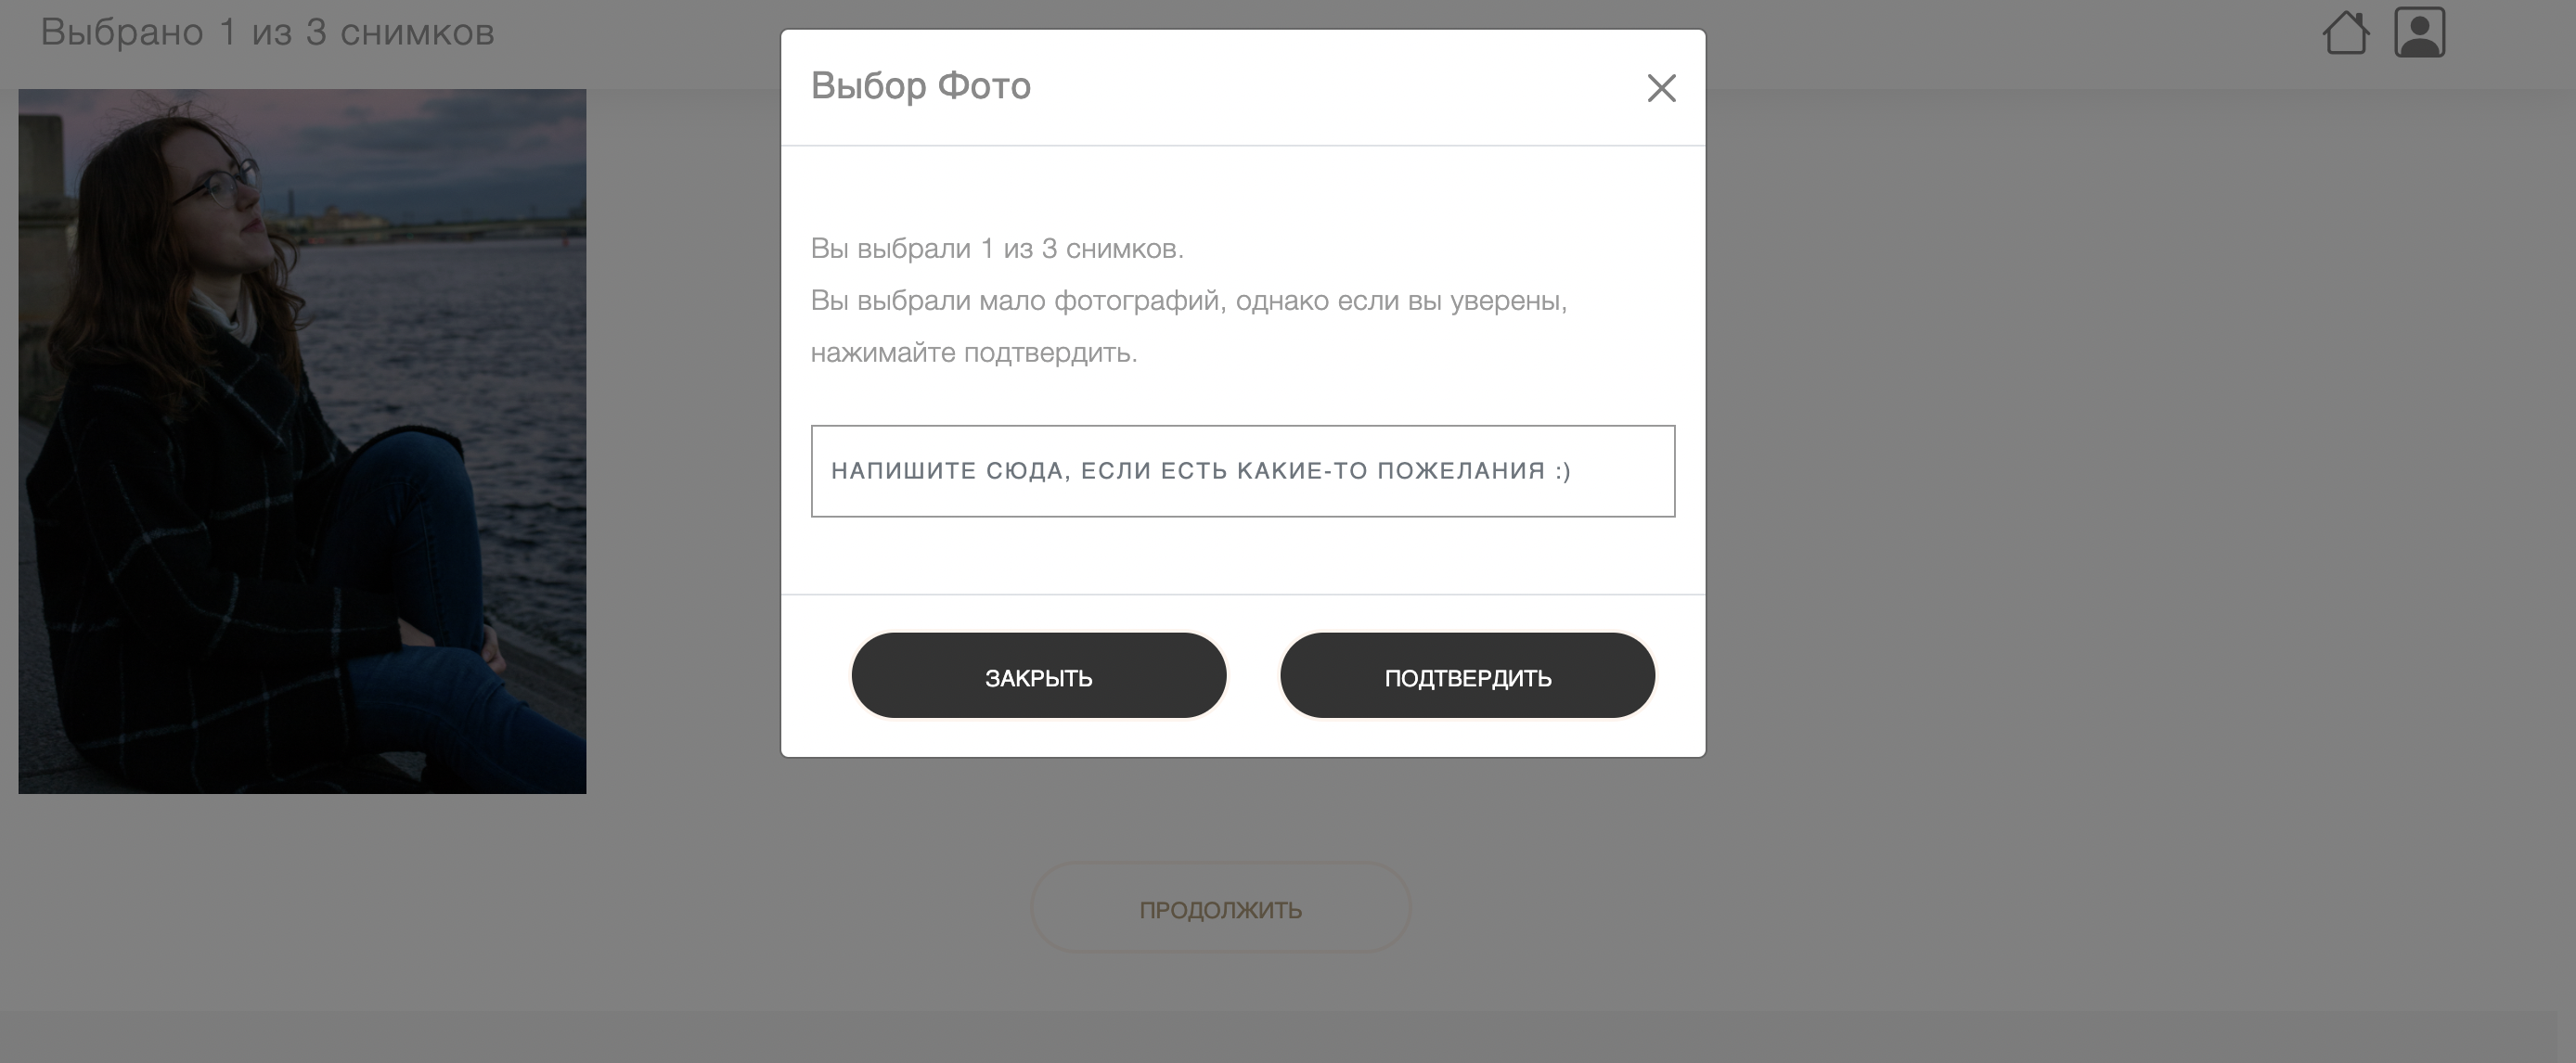 Выбрано 1 из 3 снимков
Выбор Фото
Вы выбрали 1 из 3 снимков.
Вы выбрали мало фотографий, однако если вы уверены,
нажимайте подтвердить.
НАПИШИТЕ СЮДА, ЕСЛИ ЕСТЬ КАКИЕ-ТО ПОЖЕЛАНИЯ :)
ЗАКРЫТЬ
ПОДТВЕРДИТЬ
ПРОДОЛЖИТЬ